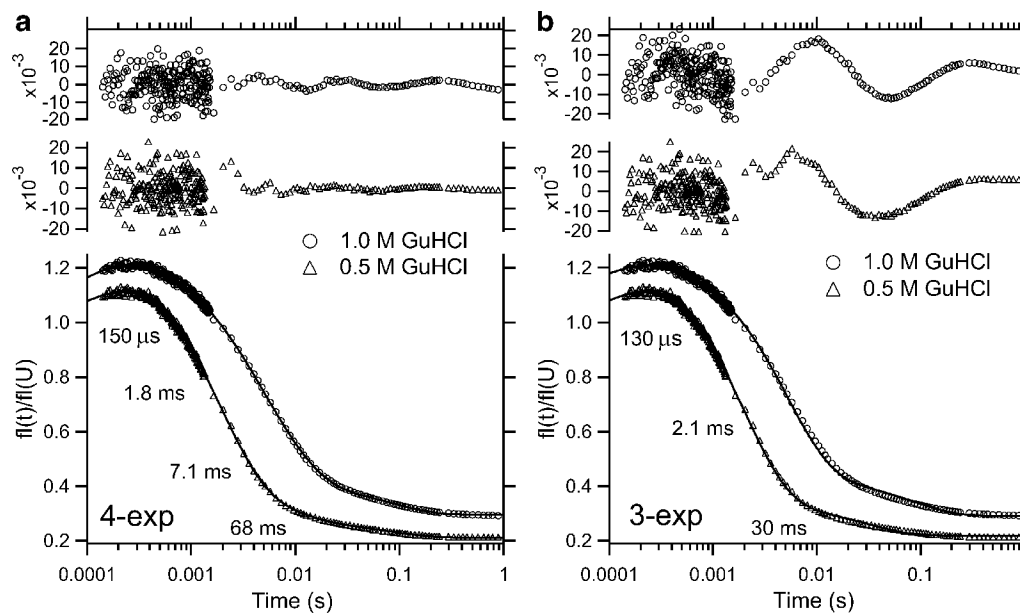 a
20
10
0
-10
-20
x10-3
20
10
0
-10
-20
x10-3
1.0 M GuHCl
0.5 M GuHCl
1.2
1.0
0.8
0.6
0.4
0.2
fl(t)/fl(U)
150 μs
1.8 ms
7.1 ms
68 ms
4-exp
0.0001
0.001
0.01
0.1
1
Time (s)
b
20
10
0
-10
-20
x10-3
20
10
0
-10
-20
x10-3
1.0 M GuHCl
0.5 M GuHCl
1.2
1.0
0.8
0.6
0.4
0.2
fl(t)/fl(U)
130 μs
2.1 ms
30 ms
3-exp
0.0001
0.001
0.01
0.1
Time (s)